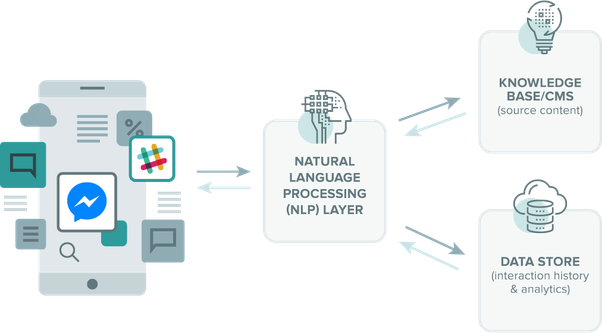 KNOWLEDGE
BASE/CMS
(source content)
NATURAL
LANGUAGE
PROCESSING
(NLP) LAYER
DATA STORE
(interaction history
& analytics)